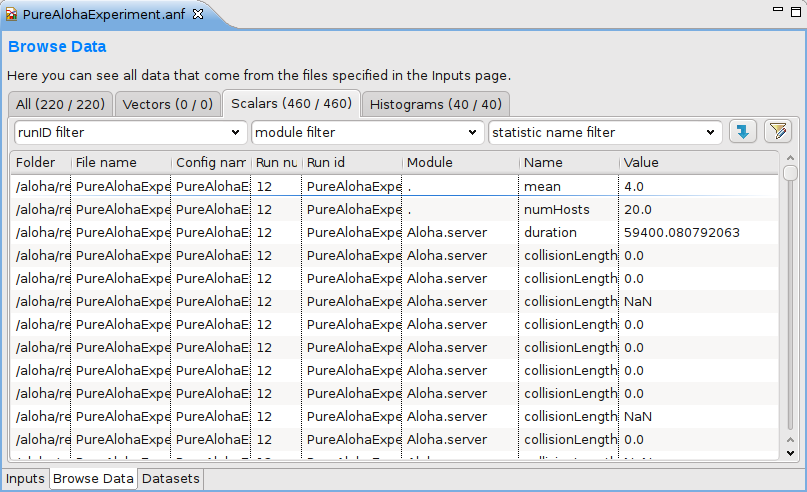 PureAlohaExperiment.anf
Browse Data
Here you can see all data that come from the files specified in the Inputs page.
All (220 / 220) Vectors (0 / 0) Scalars (460 / 460) Histograms (40 / 40)
runID filter module filter statistic name filter
Folder File name Config nam Run nu Run id Module Name Value
/aloha/re PureAlohaExpe PureAlohaE 12 PureAlohaExpe . mean 4.0
/aloha/re PureAlohaExpe PureAlohaE 12 PureAlohaExpe . numHosts 20.0
/aloha/re PureAlohaExpe PureAlohaE 12 PureAlohaExpe Aloha.server duration 59400.080792063
/aloha/re PureAlohaExpe PureAlohaE 12 PureAlohaExpe Aloha.server collisionLength 0.0
/aloha/re PureAlohaExpe PureAlohaE 12 PureAlohaExpe Aloha.server collisionLength 0.0
/aloha/re PureAlohaExpe PureAlohaE 12 PureAlohaExpe Aloha.server collisionLength NaN
/aloha/re PureAlohaExpe PureAlohaE 12 PureAlohaExpe Aloha.server collisionLength 0.0
/aloha/re PureAlohaExpe PureAlohaE 12 PureAlohaExpe Aloha.server collisionLength 0.0
/aloha/re PureAlohaExpe PureAlohaE 12 PureAlohaExpe Aloha.server collisionLength 0.0
/aloha/re PureAlohaExpe PureAlohaE 12 PureAlohaExpe Aloha.server collisionLength 0.0
/aloha/re PureAlohaExpe PureAlohaE 12 PureAlohaExpe Aloha.server collisionLength NaN
/aloha/re PureAlohaExpe PureAlohaE 12 PureAlohaExpe Aloha.server collisionLength 0.0
Inputs Browse Data Datasets